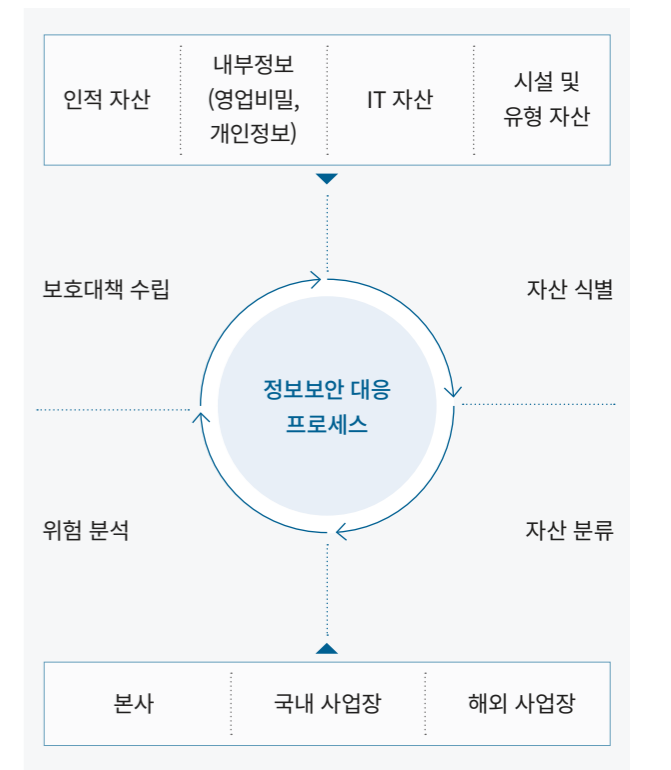 인적 자산
내부정보
(영업비밀,
개인정보)
IT 자산
시설 및
유형 자산
보호대책 수립
자산 식별
정보보안 대응
프로세스
위험 분석
자산 분류
본사
국내 사업장
해외 사업장